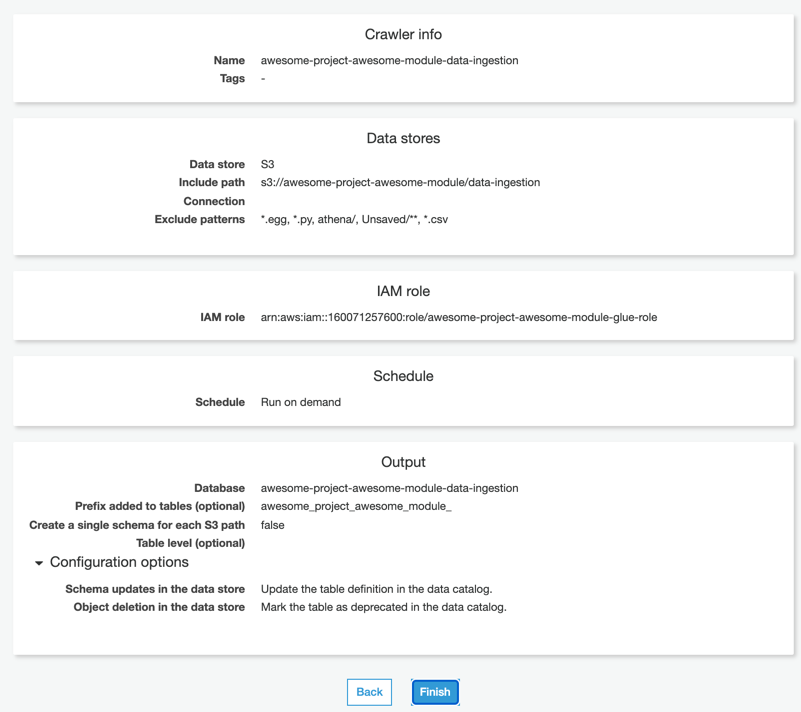 Crawler info
Name awesome-project-awesome-module-data-ingestion
Tags -
Data stores
Data store S3
Include path s3://awesome-project-awesome-module/data-ingestion
Connection
Exclude patterns *.egg, *.py, athena/, Unsaved/**, *.csv
IAM role
IAM role arn:aws:iam::160071257600:role/awesome-project-awesome-module-glue-role
Schedule
Schedule Run on demand
Output
Database awesome-project-awesome-module-data-ingestion
Prefix added to tables (optional) awesome_project_awesome_module_
Create a single schema for each S3 path false
Table level (optional)
Configuration options
Schema updates in the data store Update the table definition in the data catalog.
Object deletion in the data store Mark the table as deprecated in the data catalog.
Back Finish